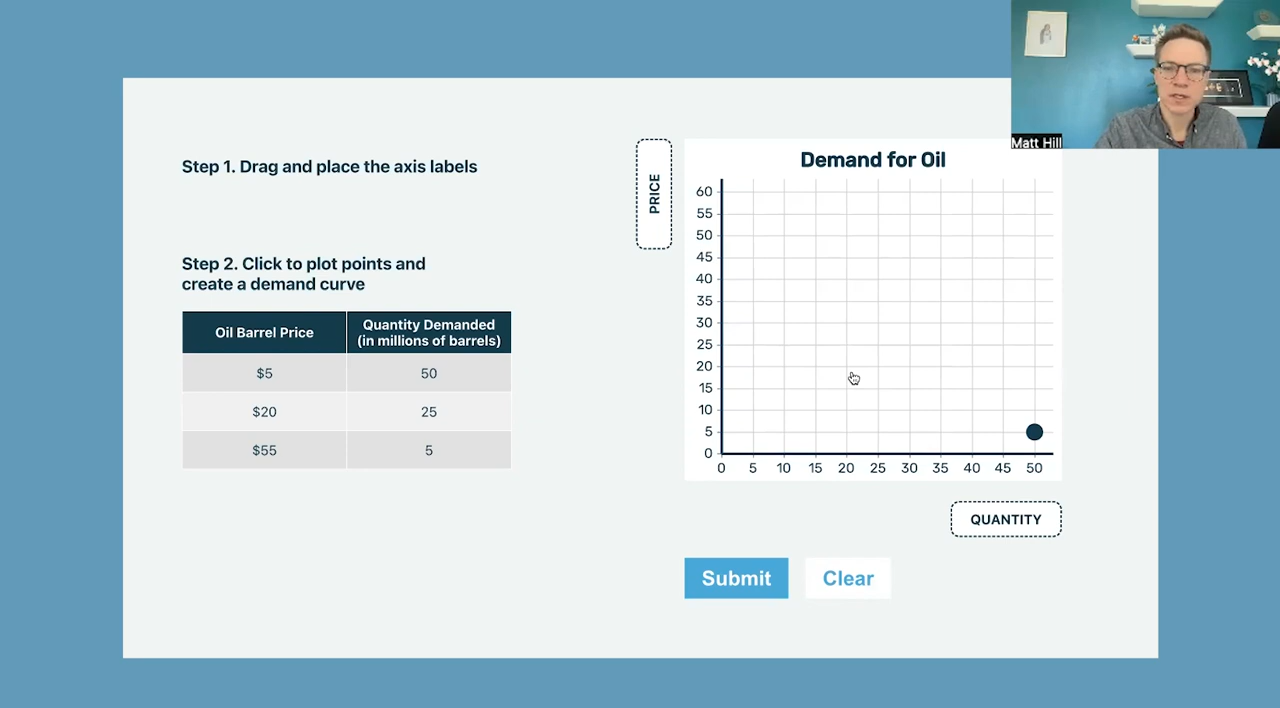 Matt Hill
Step 1. Drag and place the axis labels
Step 2. Click to plot points and
create a demand curve
Oil Barrel Price
Quantity Demanded
(in millions of barrels)
$5 50
$20 25
$55 5
PRICE
Demand for Oil
60
55
50
45
40
35
30
25
20
15
10
5
0
0 5 10 15 20 25 30 35 40 45 50
QUANTITY
Submit Clear